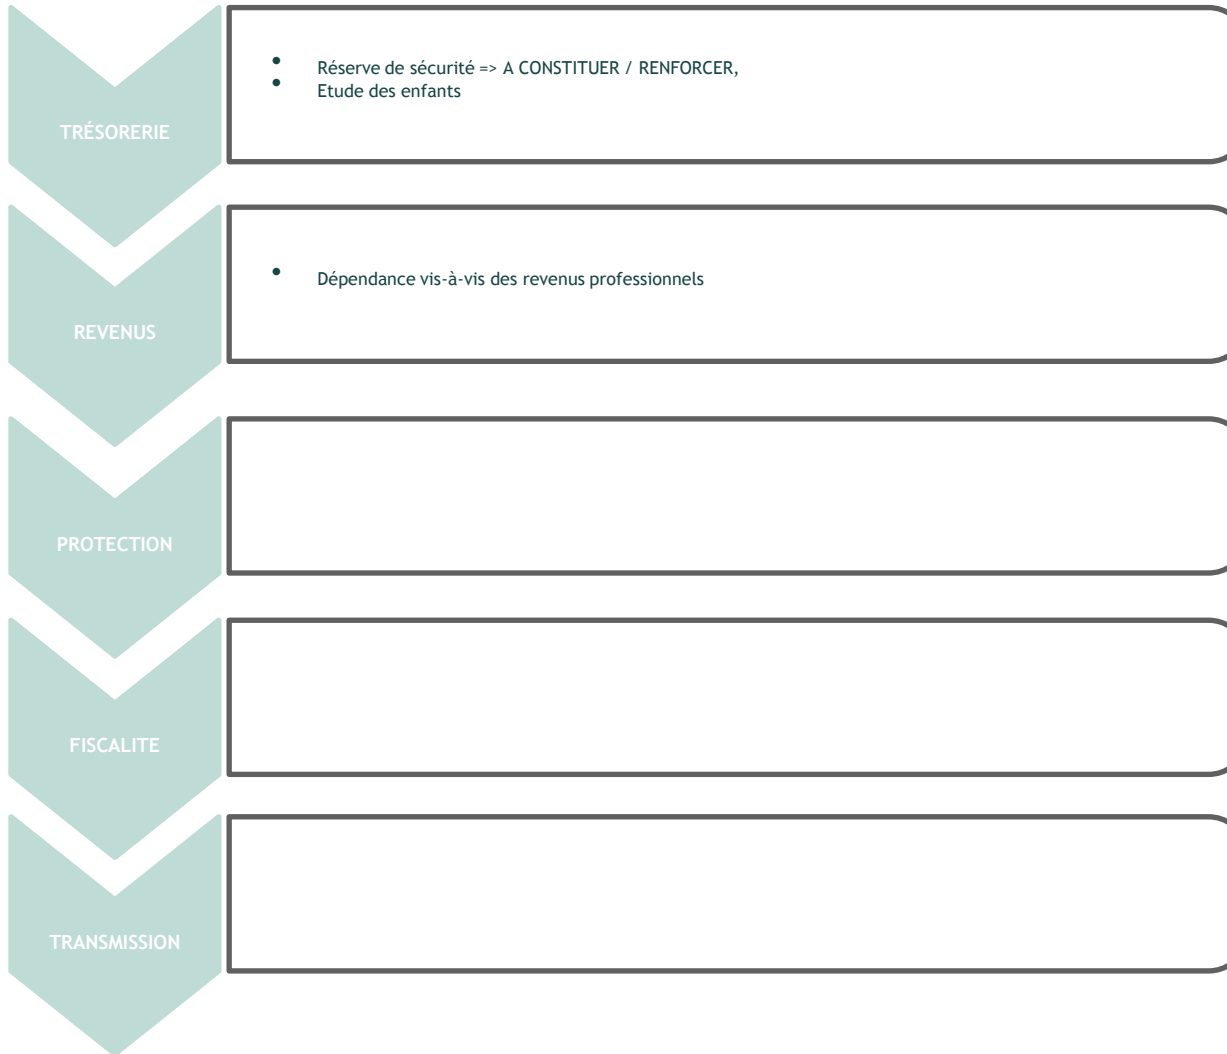 TRÉSORERIE
• Réserve de sécurité => A CONSTITUER / RENFORCER,
• Etude des enfants
REVENUS
• Dépendance vis-à-vis des revenus professionnels
PROTECTION
FISCALITE
TRANSMISSION